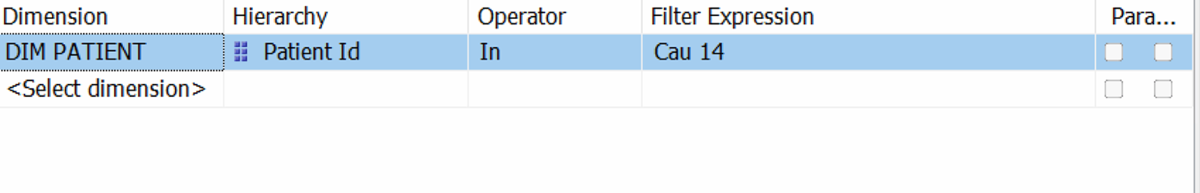 Dimension Hierarchy Operator Filter Expression Para...
DIM PATIENT Patient Id In Cau 14
<Select dimension>